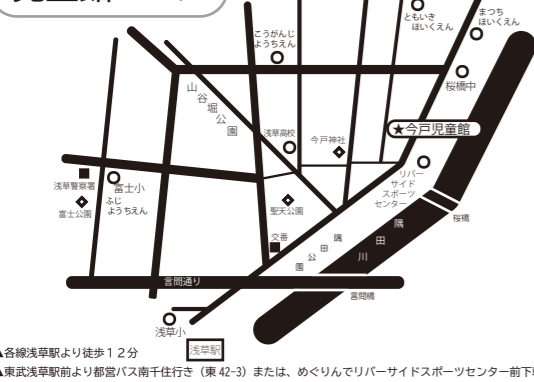 ともいき
ほいくえん
まつち
ほいくえん
こうがんじ
ようちえん
桜橋中
山谷堀公園
★今戸児童館
浅草高校
今戸神社
リバー
サイド
スポーツ
センター
浅草警察署
富士小
ふじ
ようちえん
富士公園
聖天公園
桜橋
交番
隅田公園
隅田川
言問通り
言問橋
浅草小
浅草駅
▲各線浅草駅より徒歩12分
▲東武浅草駅前より都営バス南千住行き（東42-3）または、めぐりんでリバーサイドスポーツセンター前下